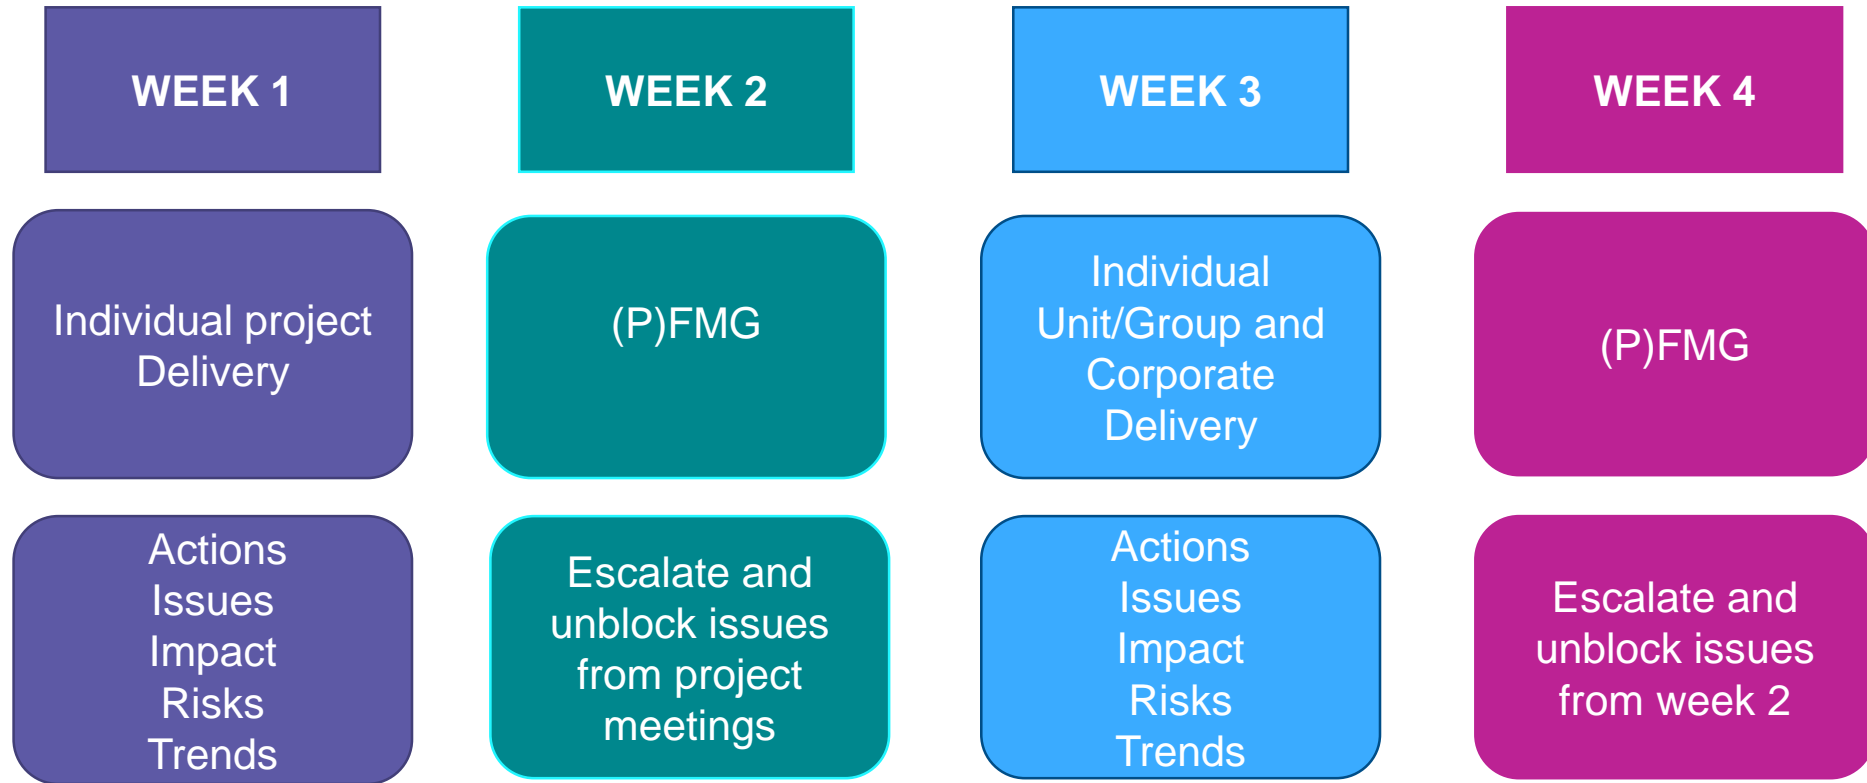 WEEK 1
WEEK 2
WEEK 3
WEEK 4
Individual project
Delivery
(P)FMG
Individual
Unit/Group and
Corporate
Delivery
(P)FMG
Actions
Issues
Impact
Risks
Trends
Escalate and
unblock issues
from project
meetings
Actions
Issues
Impact
Risks
Trends
Escalate and
unblock issues
from week 2